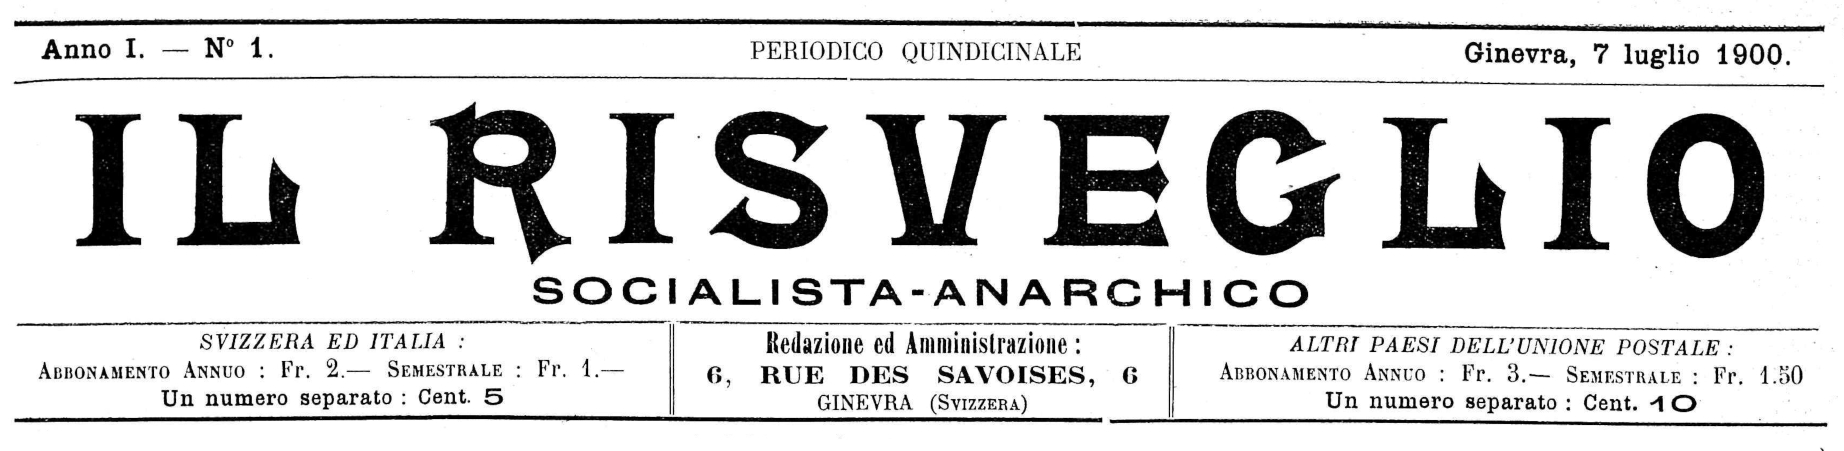 Anno I. — Nº 1.
PERIODICO QUINDICINALE
Ginevra, 7 luglio 1900.
IL RISVEGLIO
SOCIALISTA-ANARCHICO
SVIZZERA ED ITALIA :
ABBONAMENTO ANNUO : Fr. 2.— SEMESTRALE : Fr. 1.—
Un numero separato : Cent. 5
Redazione ed Amministrazione :
6, RUE DES SAVOISES, 6
GINEVRA (SVIZZERA)
ALTRI PAESI DELL'UNIONE POSTALE :
ABBONAMENTO ANNUO : Fr. 3.— SEMESTRALE : Fr. 1.50
Un numero separato : Cent. 10